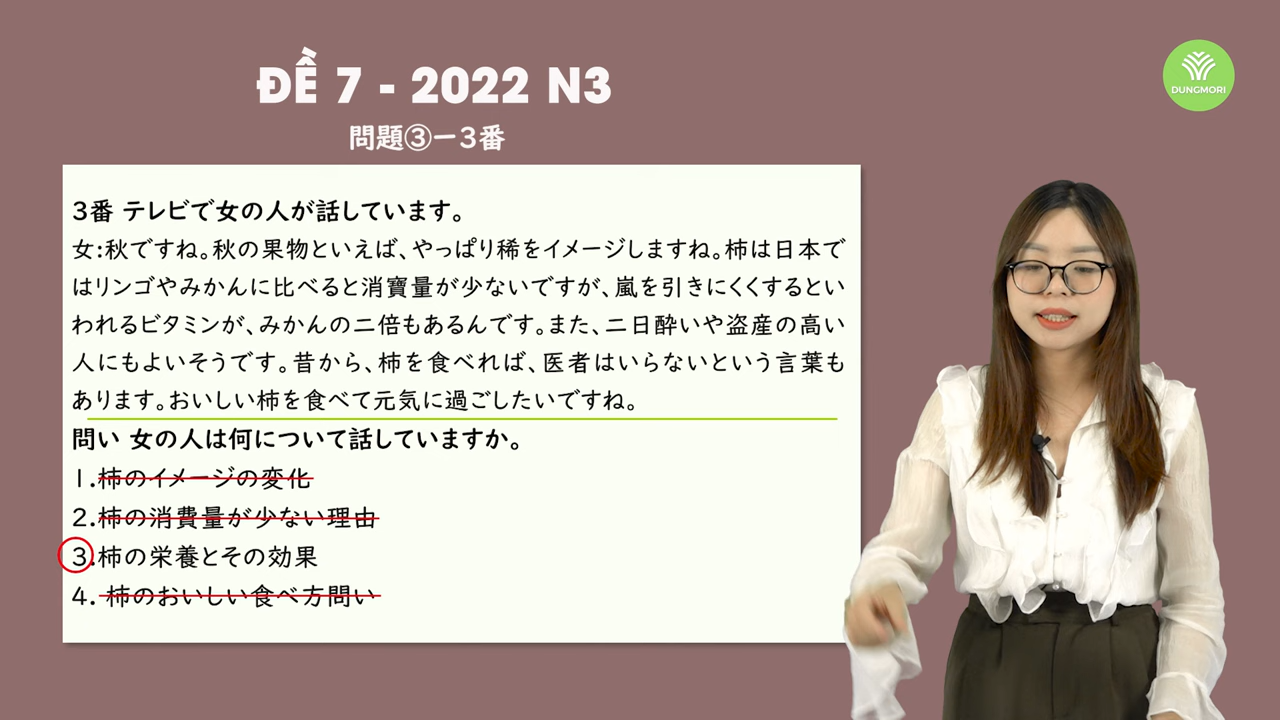 ĐỀ 7 - 2022 N3
問題③ー3番
DUNGMORI
3番 テレビで女の人が話しています。
女:秋ですね。秋の果物といえば、やっぱり稀をイメージしますね。柿は日本で
はリンゴやみかんに比べると消寶量が少ないですが、嵐を引きにくくするとい
われるビタミンが、みかんの二倍もあるんです。また、二日酔いや盗産の高い
人にもよいそうです。昔から、柿を食べれば、医者はいらないという言葉も
あります。おいしい柿を食べて元気に過ごしたいですね。
問い 女の人は何について話していますか。
1.柿のイメージの変化
2.柿の消費量が少ない理由
3.柿の栄養とその効果
4. 柿のおいしい食べ方問い